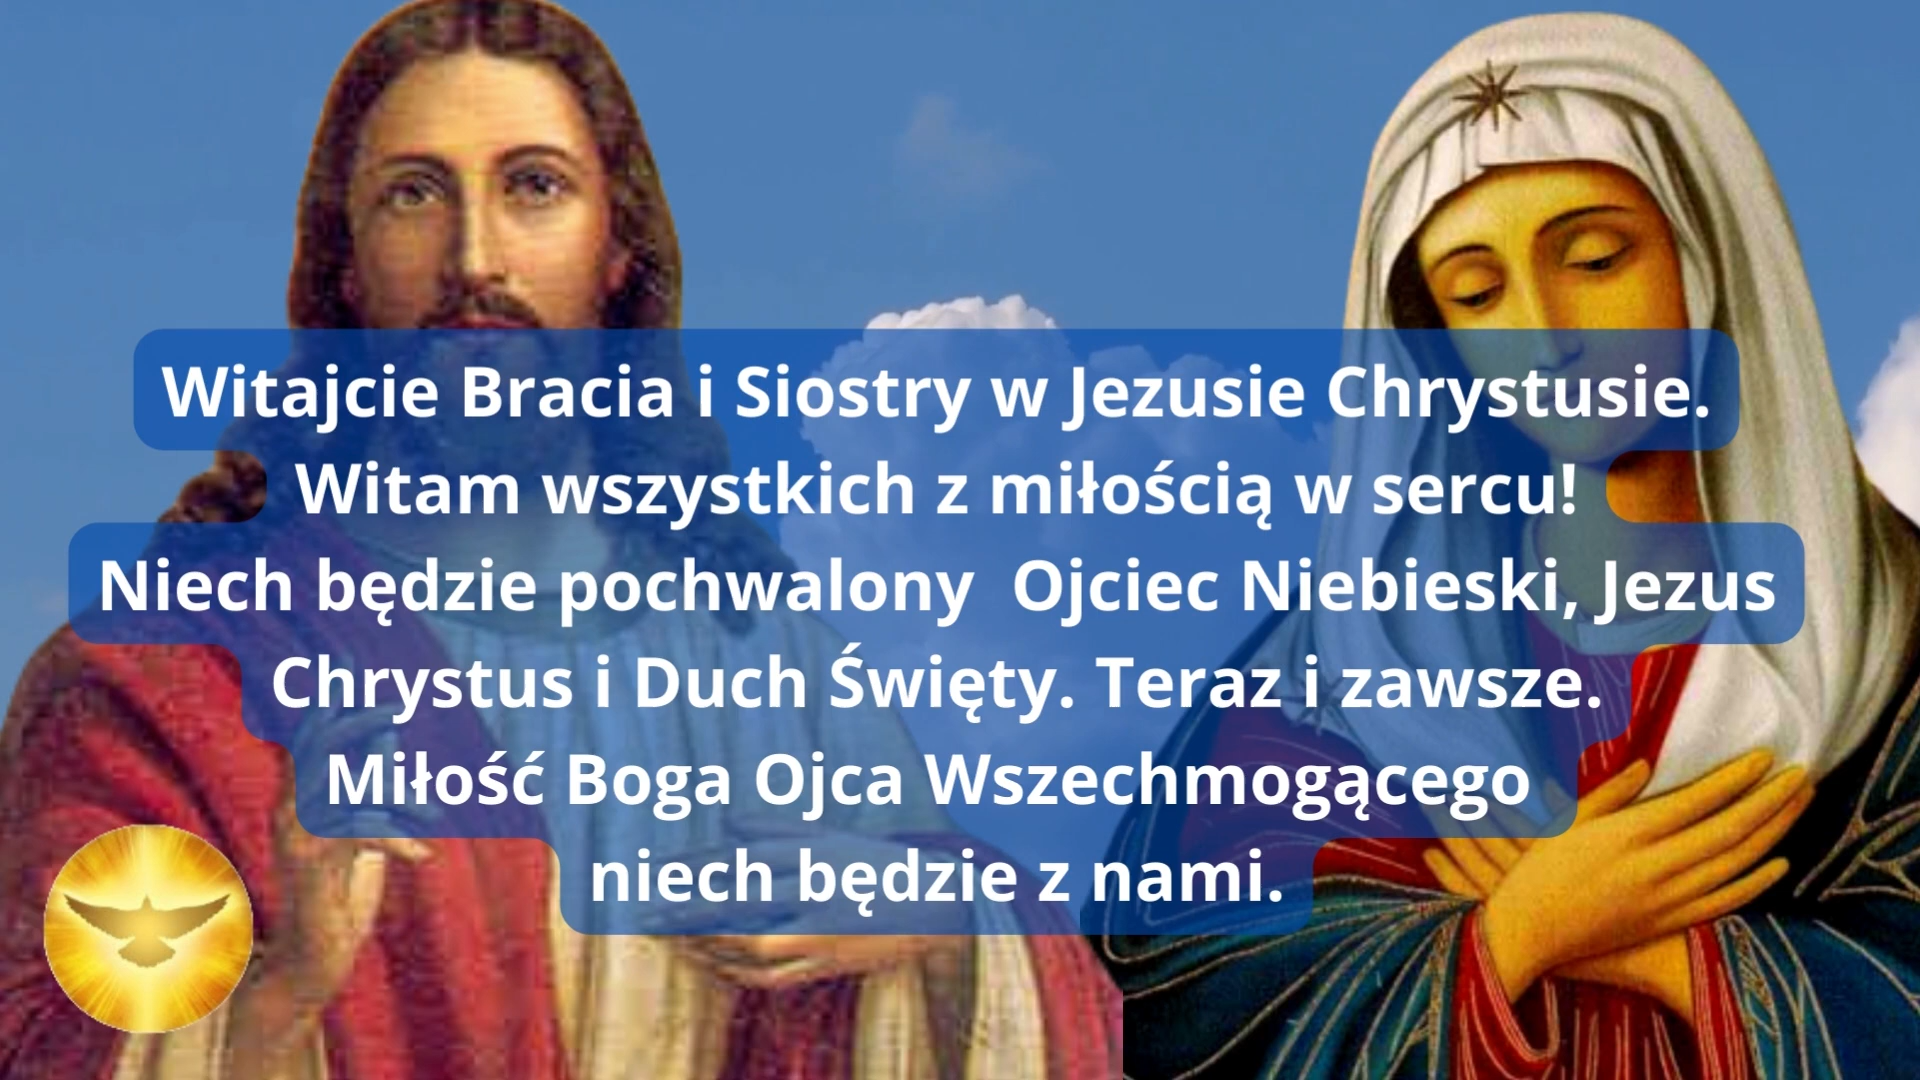 Witajcie Bracia i Siostry w Jezusie Chrystusie.
Witam wszystkich z miłością w sercu!
Niech będzie pochwalony  Ojciec Niebieski, Jezus
Chrystus i Duch Święty. Teraz i zawsze.
Miłość Boga Ojca Wszechmogącego
niech będzie z nami.